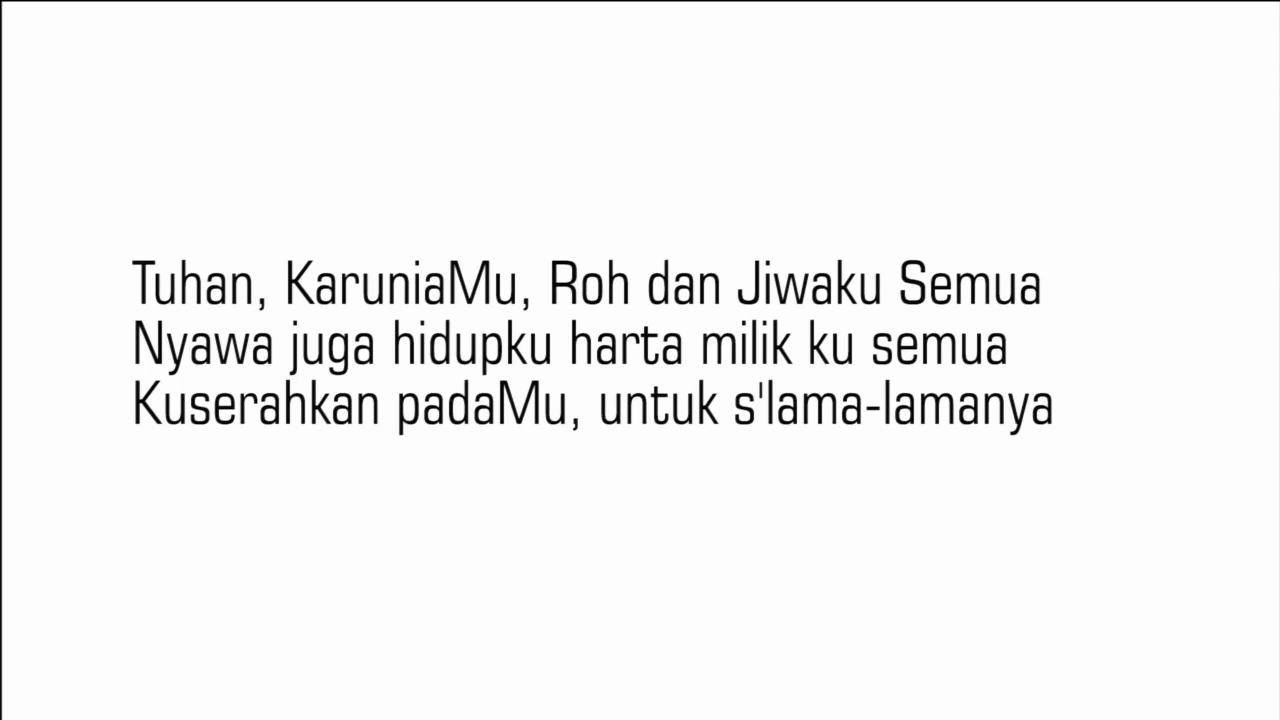 Tuhan, KaruniaMu, Roh dan Jiwaku Semua
Nyawa juga hidupku harta milik ku semua
Kuserahkan padaMu, untuk s'lama-lamanya